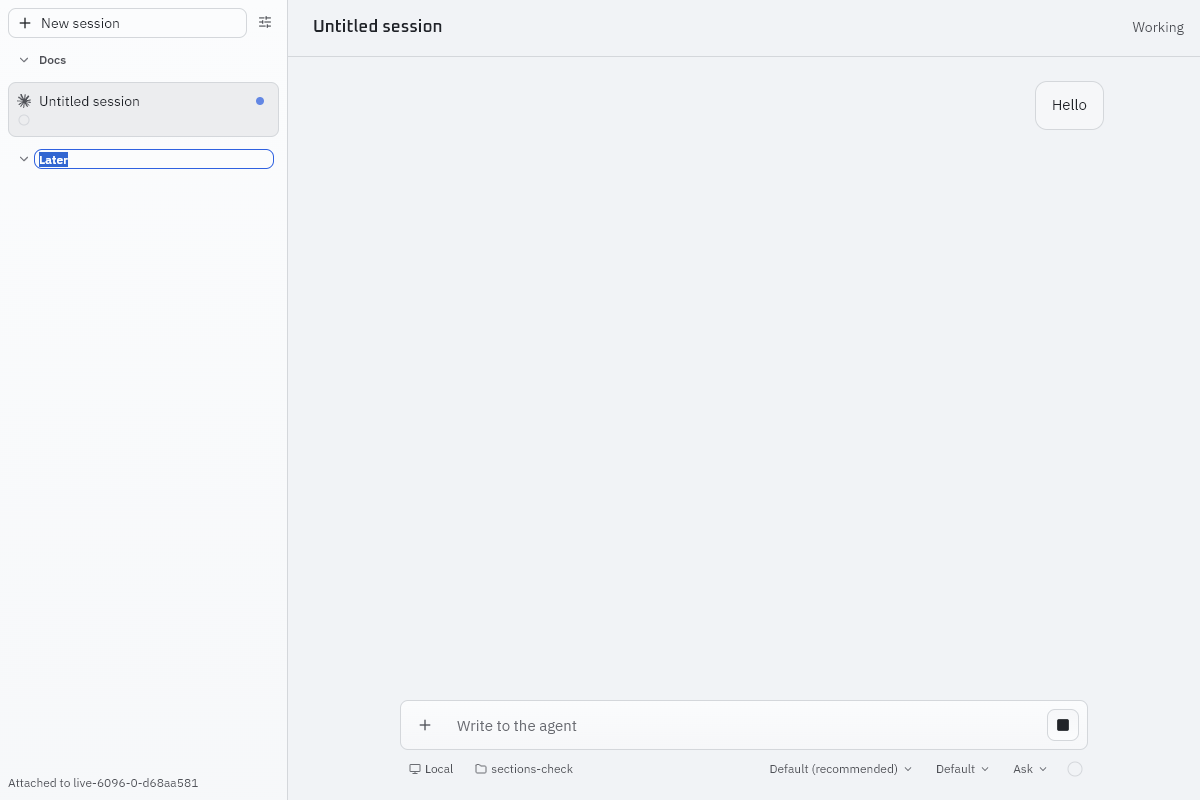 New session
Docs
Untitled session
Later
Attached to live-6096-0-d68aa581
Untitled session
Working
Hello
Write to the agent
Local
sections-check
Default (recommended)
Default
Ask